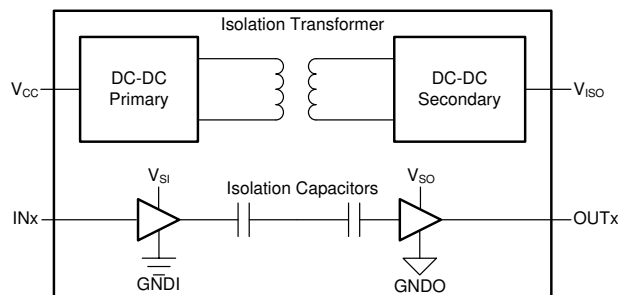 Isolation Transformer
DC-DC
Primary
DC-DC
Secondary
VCC
VISO
VSI
Isolation Capacitors
VSO
INx
OUTx
GNDI
GNDO